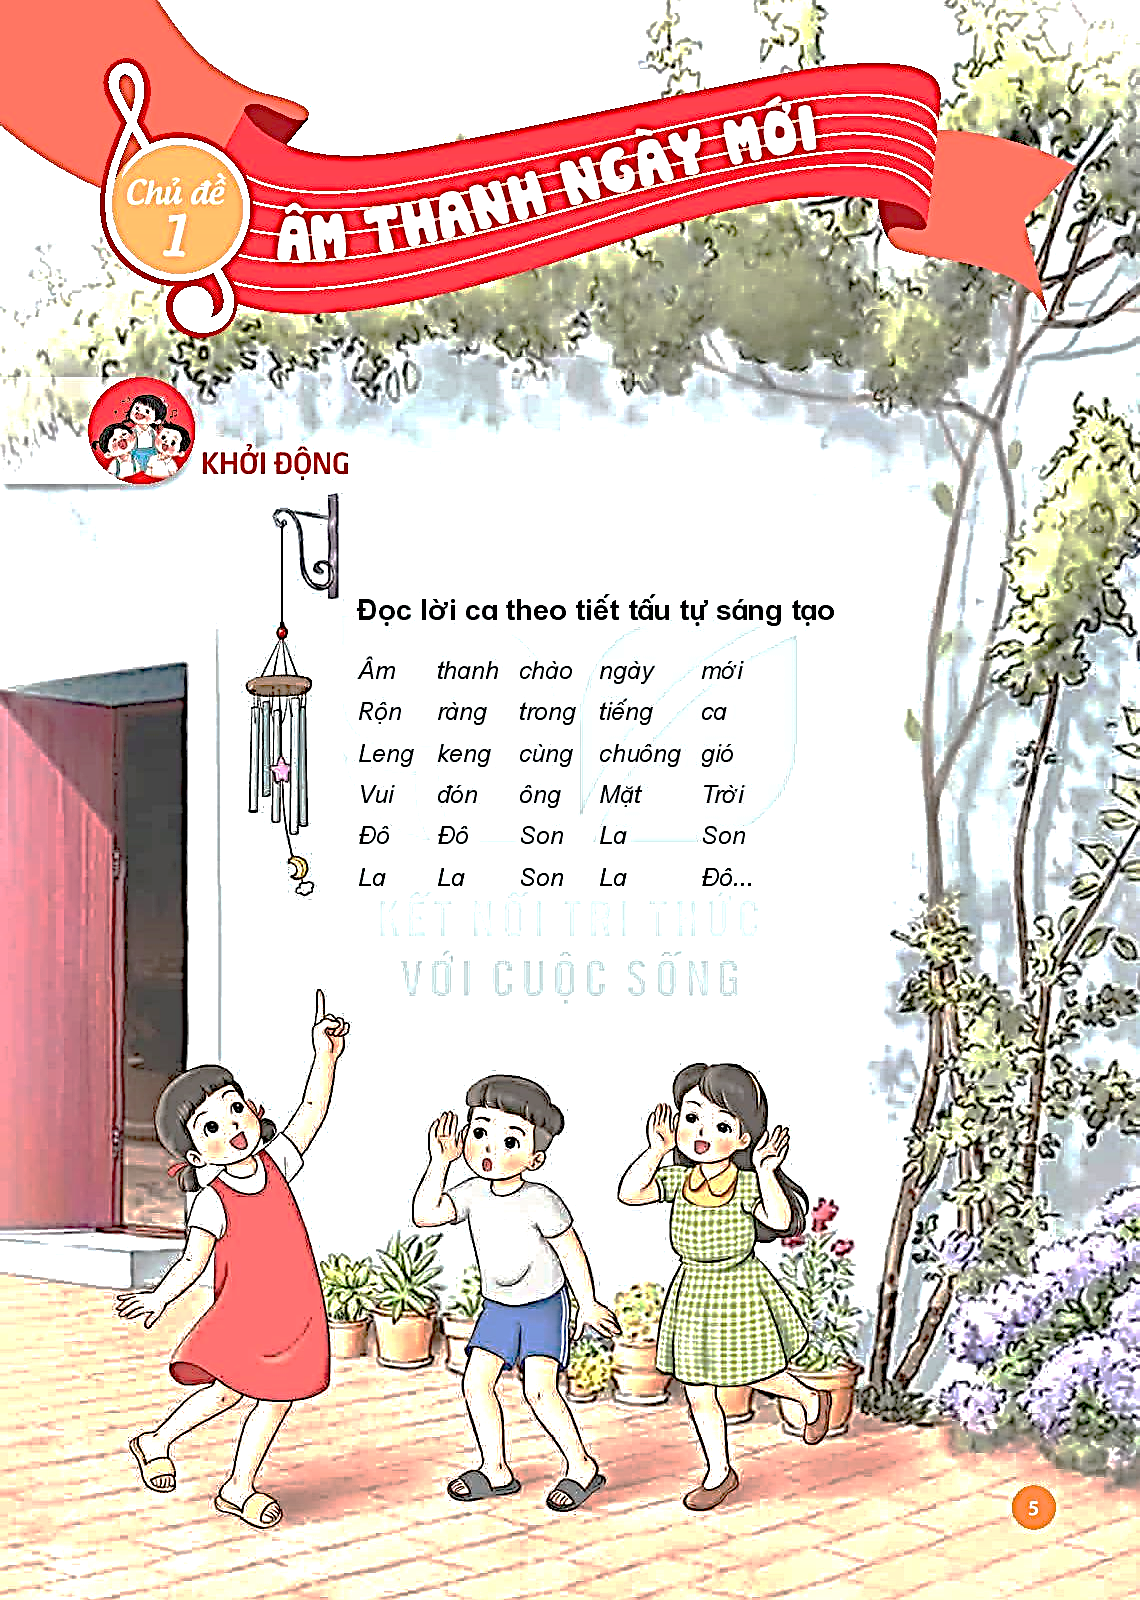 Chủ đề
1
ÂM THANH NGÀY MỚI
KHỞI ĐỘNG
Đọc lời ca theo tiết tấu tự sáng tạo
Âm thanh chào ngày mới
Rộn ràng trong tiếng ca
Leng keng cùng chuông gió
Vui đón ông Mặt Trời
Đô Đô Son La Son
La La Son La Đô...
KẾT NỐI TRI THỨC
VỚI CUỘC SỐNG
5